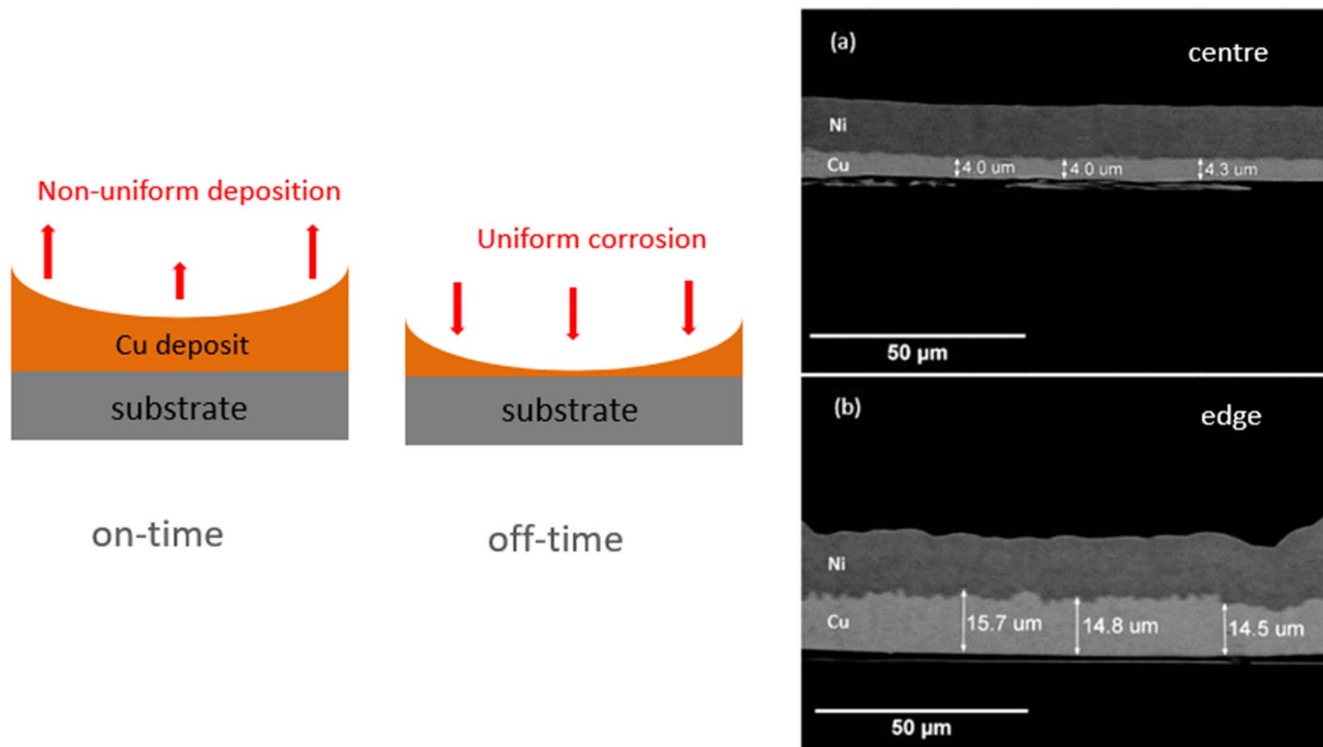 Non-uniform deposition
Cu deposit
substrate
on-time
Uniform corrosion
substrate
off-time
(a)
centre
Ni
Cu
4.0 um
4.0 um
4.3 um
50 µm
(b)
edge
Ni
Cu
15.7 um
14.8 um
14.5 um
50 µm